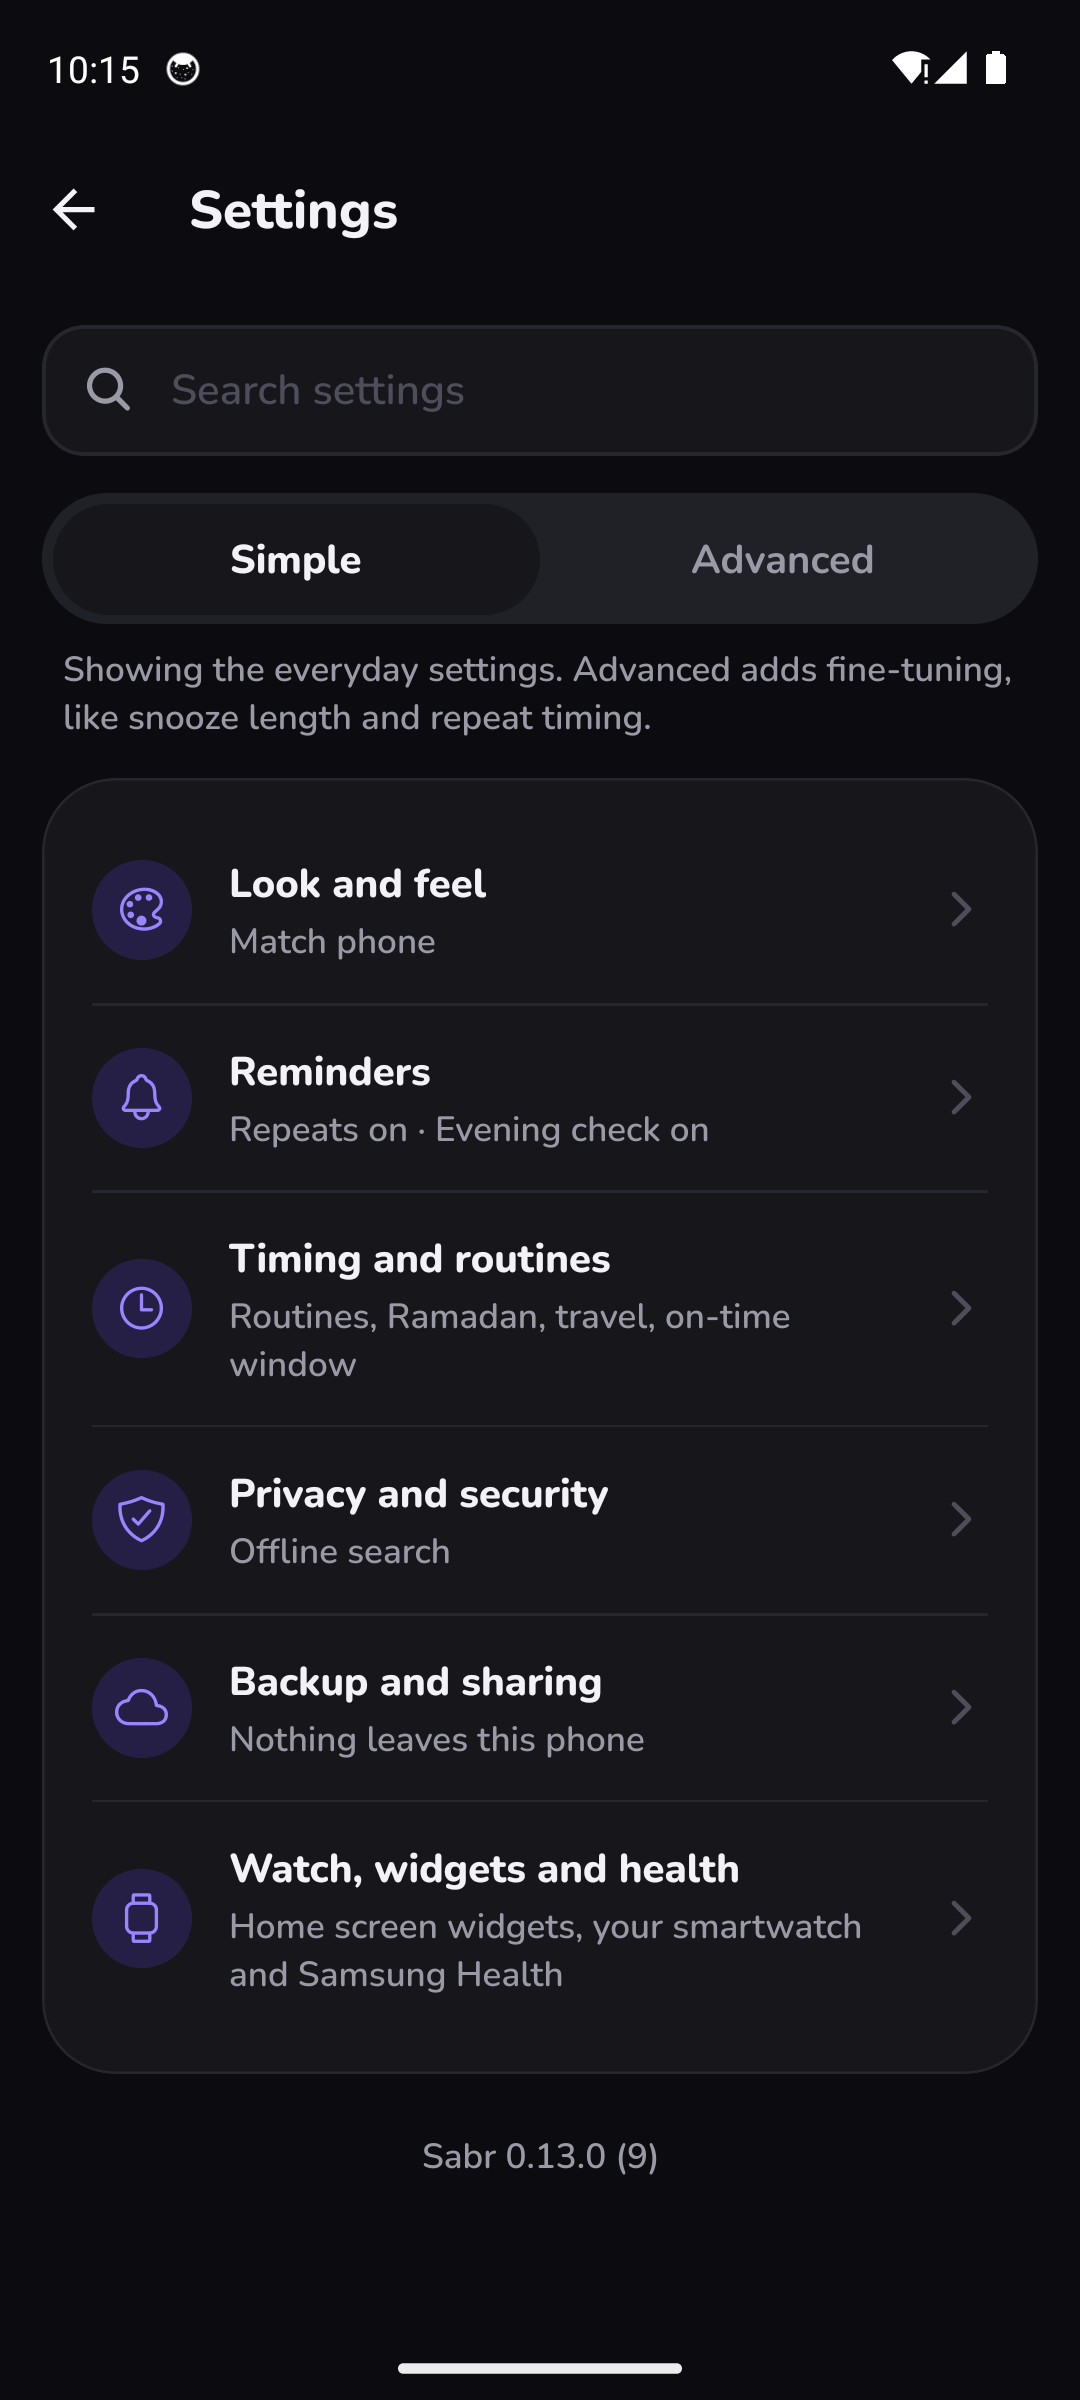 10:15
Settings
Search settings
Simple
Advanced
Showing the everyday settings. Advanced adds fine-tuning,
like snooze length and repeat timing.
Look and feel
Match phone
Reminders
Repeats on · Evening check on
Timing and routines
Routines, Ramadan, travel, on-time
window
Privacy and security
Offline search
Backup and sharing
Nothing leaves this phone
Watch, widgets and health
Home screen widgets, your smartwatch
and Samsung Health
Sabr 0.13.0 (9)